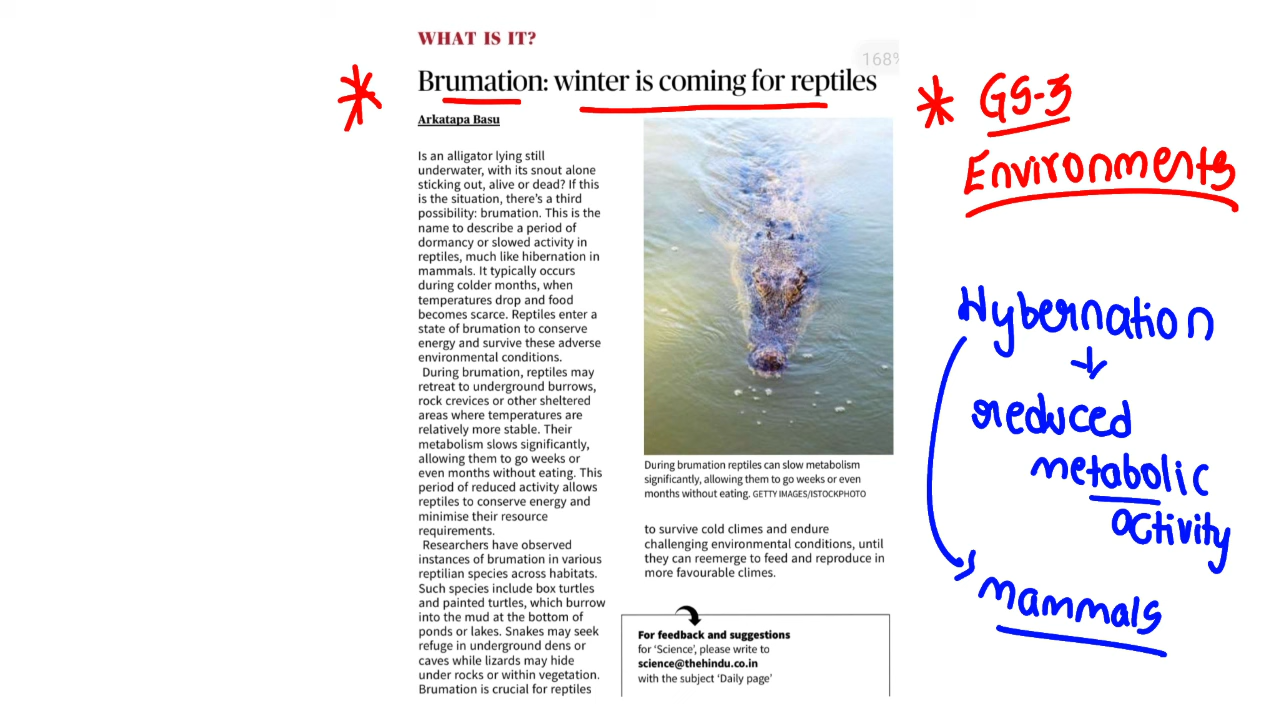 WHAT IS IT?
168%
Brumation: winter is coming for reptiles
Arkatapa Basu
Is an alligator lying still
underwater, with its snout alone
sticking out, alive or dead? If this
is the situation, there's a third
possibility: brumation. This is the
name to describe a period of
dormancy or slowed activity in
reptiles, much like hibernation in
mammals. It typically occurs
during colder months, when
temperatures drop and food
becomes scarce. Reptiles enter a
state of brumation to conserve
energy and survive these adverse
environmental conditions.
During brumation, reptiles may
retreat to underground burrows,
rock crevices or other sheltered
areas where temperatures are
relatively more stable. Their
metabolism slows significantly,
allowing them to go weeks or
even months without eating. This
period of reduced activity allows
reptiles to conserve energy and
minimise their resource
requirements.
Researchers have observed
instances of brumation in various
reptilian species across habitats.
Such species include box turtles
and painted turtles, which burrow
into the mud at the bottom of
ponds or lakes. Snakes may seek
refuge in underground dens or
caves while lizards may hide
under rocks or within vegetation.
Brumation is crucial for reptiles
During brumation reptiles can slow metabolism
significantly, allowing them to go weeks or even
months without eating. GETTY IMAGES/ISTOCKPHOTO
to survive cold climes and endure
challenging environmental conditions, until
they can reemerge to feed and reproduce in
more favourable climes.
For feedback and suggestions
for 'Science', please write to
science@thehindu.co.in
with the subject 'Daily page'
GS-3
Environments
Hybernation
reduced
metabolic
activity
mammals